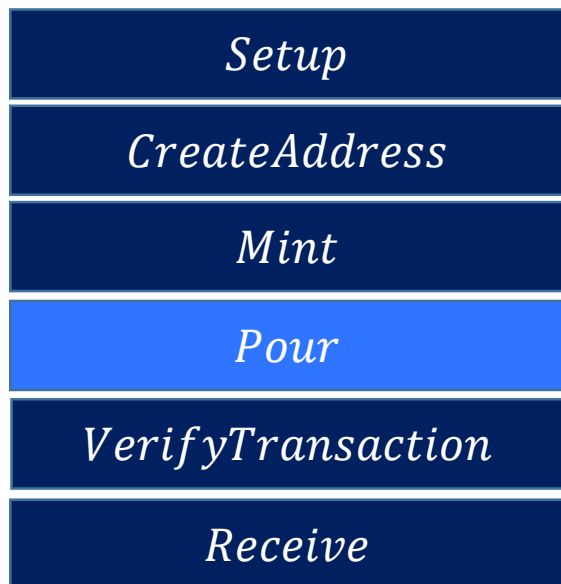 Setup
CreateAddress
Mint
Pour
VerifyTransaction
Receive